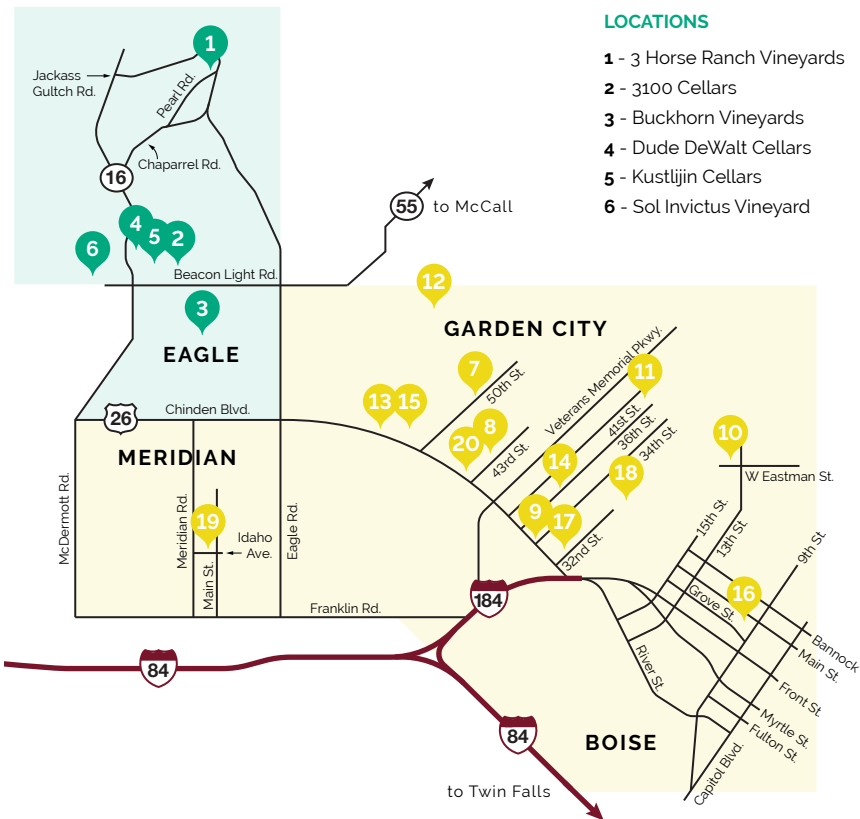 LOCATIONS
1 - 3 Horse Ranch Vineyards
2 - 3100 Cellars
3 - Buckhorn Vineyards
4 - Dude DeWalt Cellars
5 - Kustlijin Cellars
6 - Sol Invictus Vineyard
1
Jackass
Gultch Rd.
Pearl Rd.
Chaparrel Rd.
16
55
to McCall
4
5
2
6
Beacon Light Rd.
12
3
GARDEN CITY
EAGLE
7
50th St.
Veterans Memorial Pkwy.
11
13
15
41st St.
36th St.
34th St.
Chinden Blvd.
26
8
20
43rd St.
10
W Eastman St.
MERIDIAN
14
18
McDermott Rd.
Meridian Rd.
19
Idaho
Ave.
Main St.
Eagle Rd.
9
17
32nd St.
15th St.
13th St.
9th St.
Franklin Rd.
184
Grove St.
16
Bannock
Main St.
River St.
Front St.
Myrtle St.
Fulton St.
Capitol Blvd.
84
84
BOISE
to Twin Falls